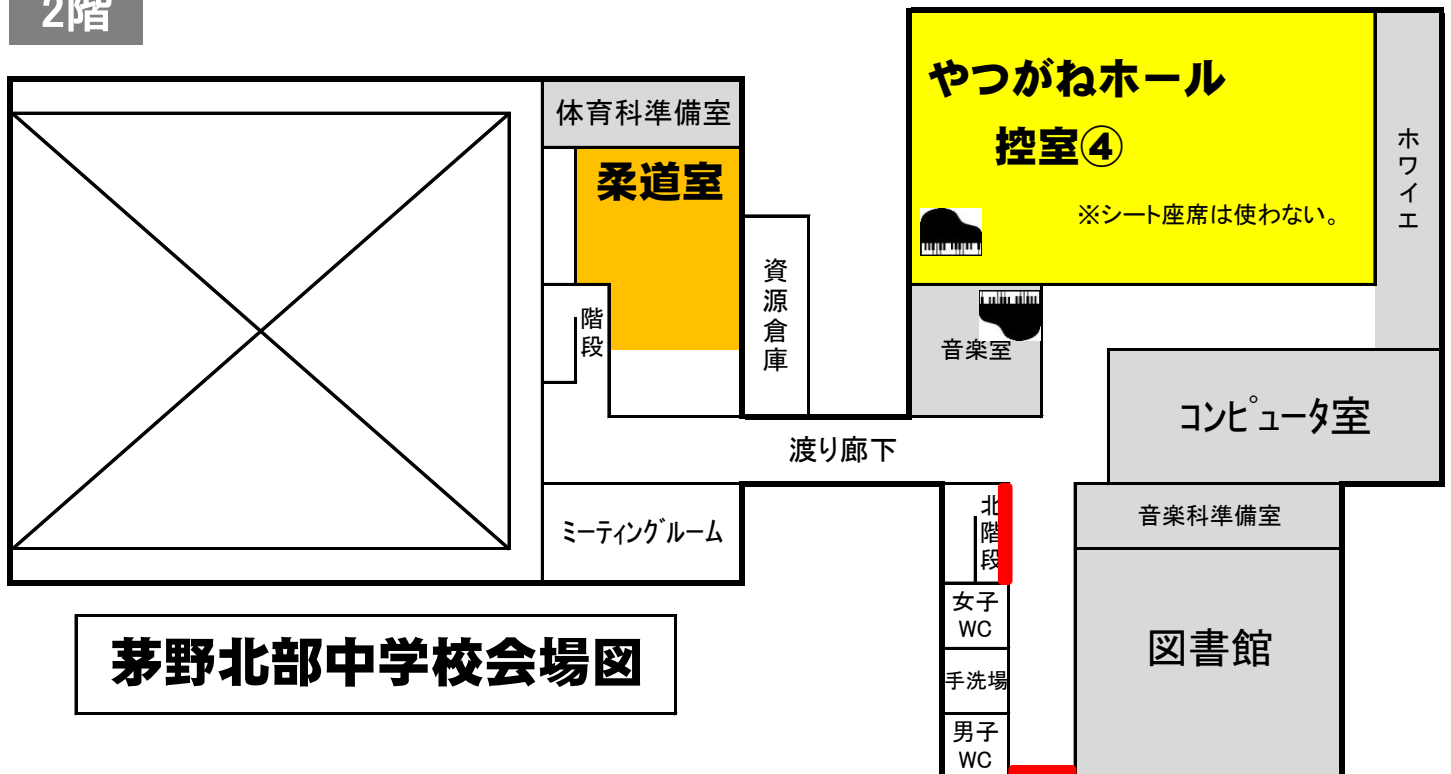 2階
やつがねホール
控室④
※シート座席は使わない。
ホワイエ
体育科準備室
柔道室
資源倉庫
階段
音楽室
コンピュータ室
渡り廊下
ミーティングルーム
北階段
音楽科準備室
女子
WC
手洗場
男子
WC
図書館
茅野北部中学校会場図